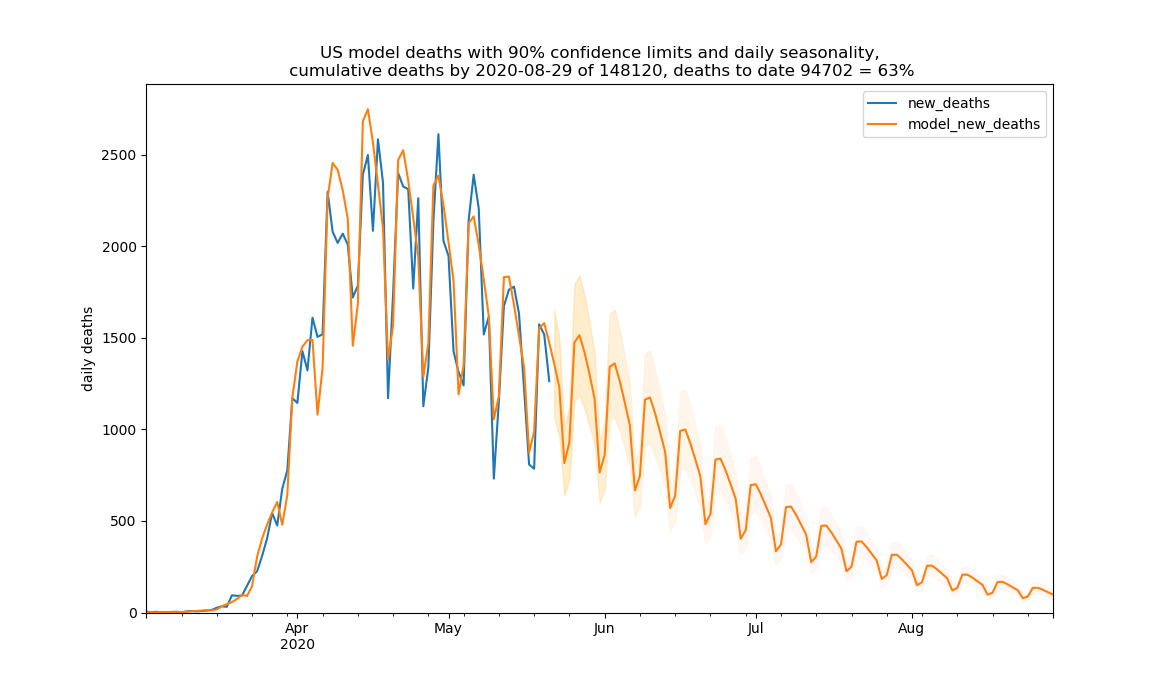 US model deaths with 90% confidence limits and daily seasonality,
cumulative deaths by 2020-08-29 of 148120, deaths to date 94702 = 63%
new_deaths
model_new_deaths
2500
2000
1500
1000
500
0
daily deaths
Apr
2020
May
Jun
Jul
Aug